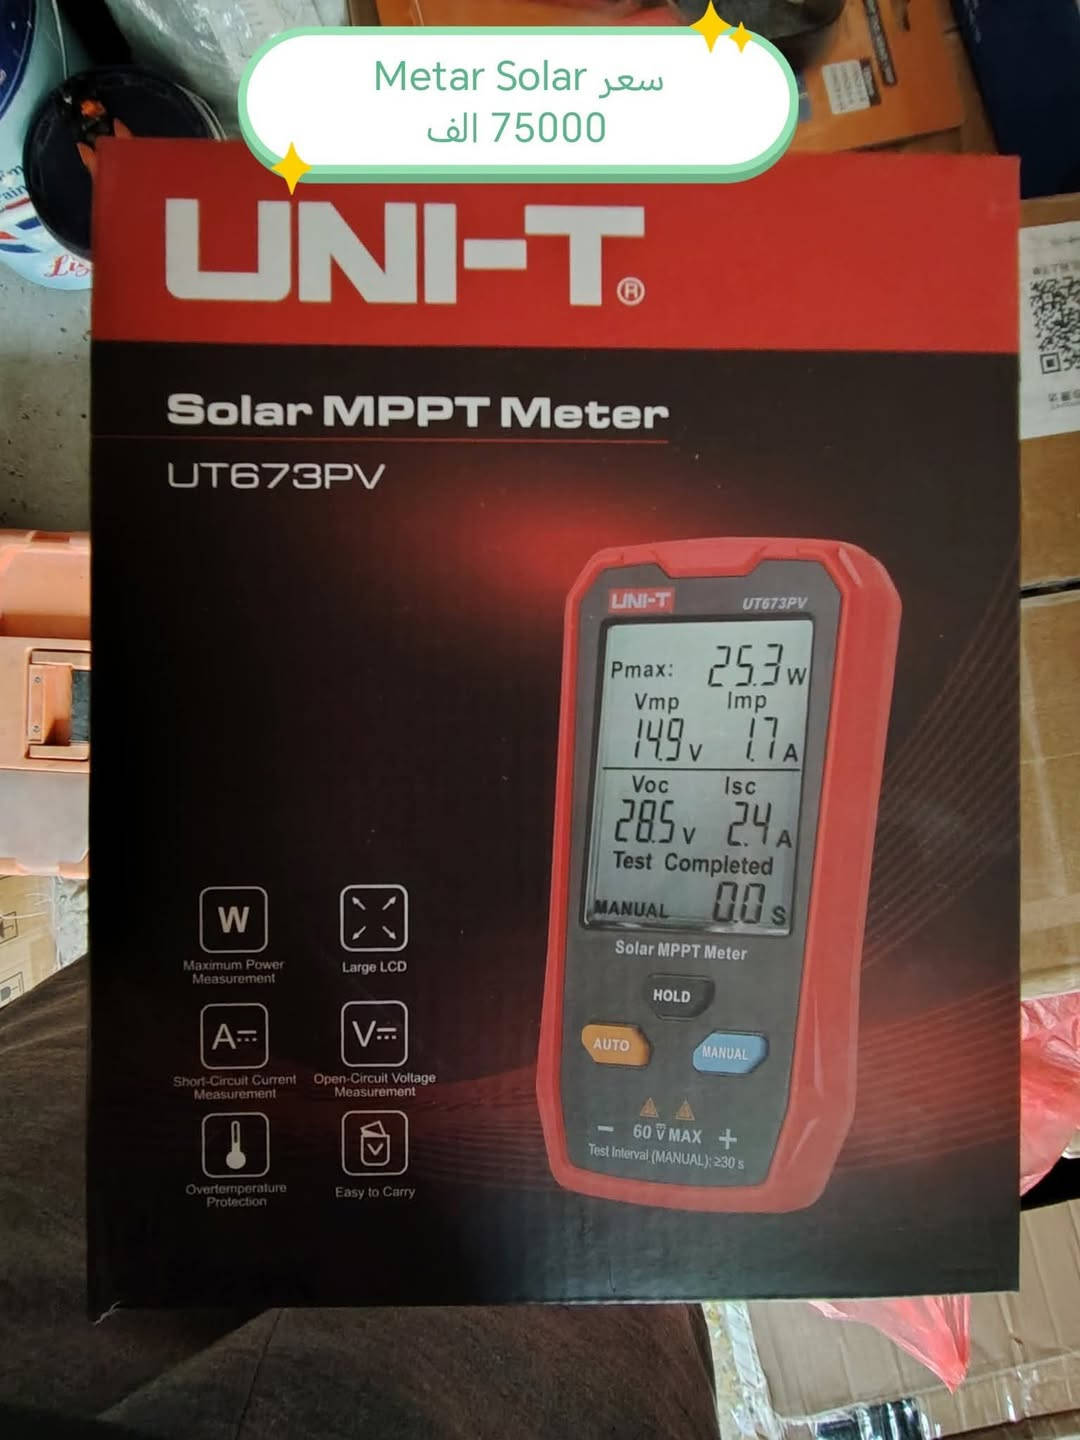 سعر Metar Solar
75000 الف
UNI-T®
Solar MPPT Meter
UT673PV
UNI-T
UT673PV
Pmax: 25.3 W
Vmp Imp
14.9 V 1.7 A
Voc Isc
28.5 V 2.4 A
Test Completed
MANUAL 0.0 S
Solar MPPT Meter
HOLD
AUTO
MANUAL
− 60 V MAX +
Test Interval (MANUAL): ≥30 s
W
Maximum Power
Measurement
Large LCD
A
Short-Circuit Current
Measurement
V
Open-Circuit Voltage
Measurement
Overtemperature
Protection
Easy to Carry